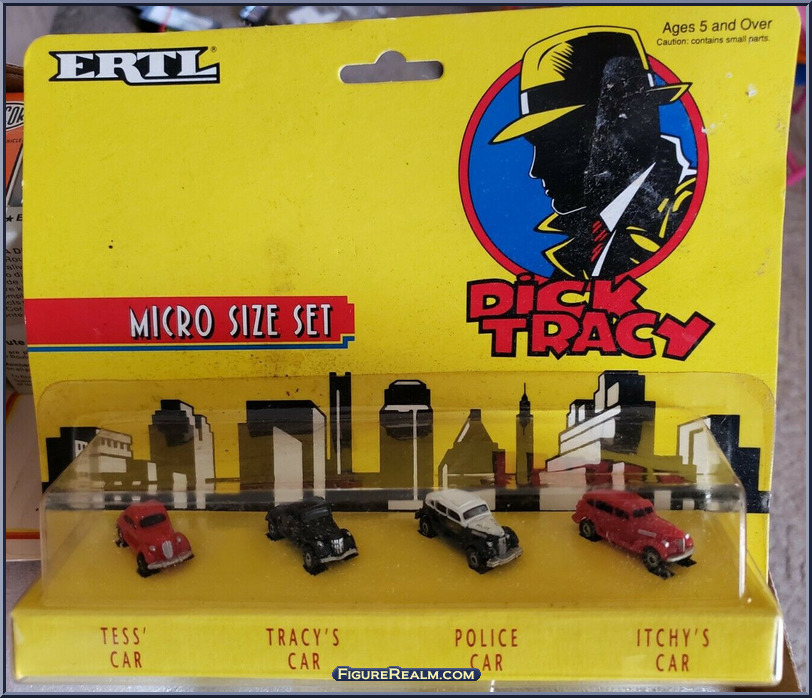 ERTL®
Ages 5 and Over
Caution: contains small parts.
DICK
TRACY
MICRO SIZE SET
POLICE
TESS'
CAR
TRACY'S
CAR
POLICE
CAR
ITCHY'S
CAR
FIGUREREALM.COM